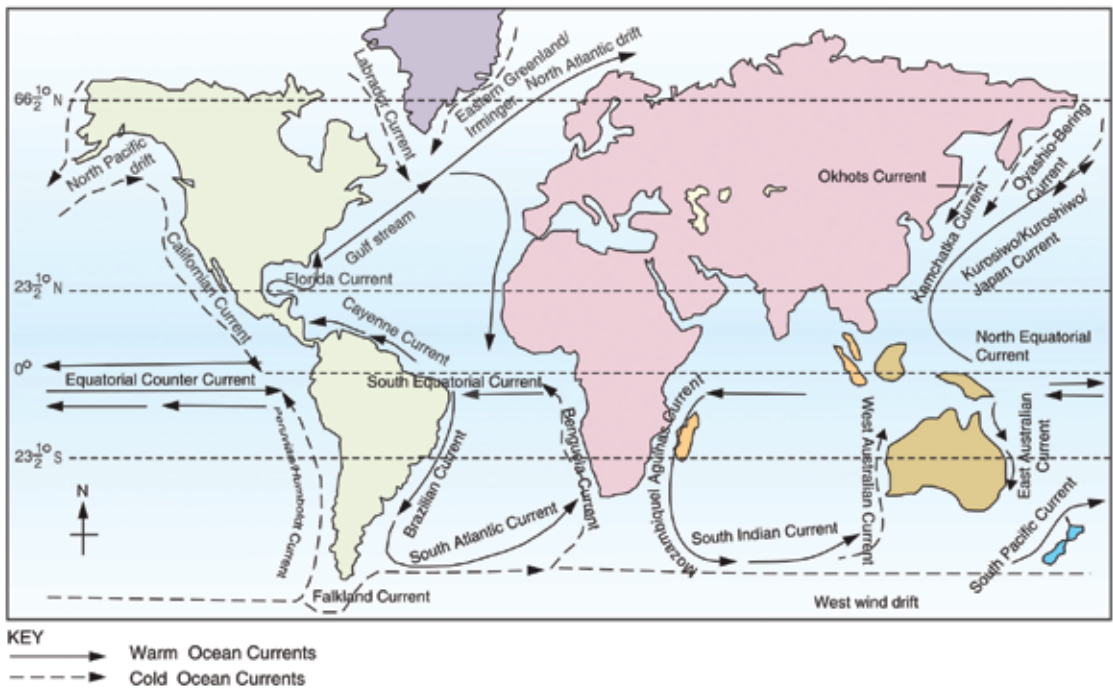 Labrador Current
Eastern Greenland/
Irminger
North Atlantic drift
66½° N
North Pacific
drift
Okhots Current
Oyashio-Bering
Current
Kamchatka Current
Kurosiwo/Kuroshiwo/
Japan Current
Californian Current
Gulf stream
Florida Current
23½° N
Cayenne Current
North Equatorial
Current
0°
Equatorial Counter Current
South Equatorial Current
Peruvian/Humboldt Current
Brazilian Current
Benguela Current
Mozambiquel Agulhas Current
West Australian Current
East Australian
Current
23½° S
N
South Atlantic Current
South Indian Current
South Pacific Current
Falkland Current
West wind drift
KEY
Warm Ocean Currents
Cold Ocean Currents